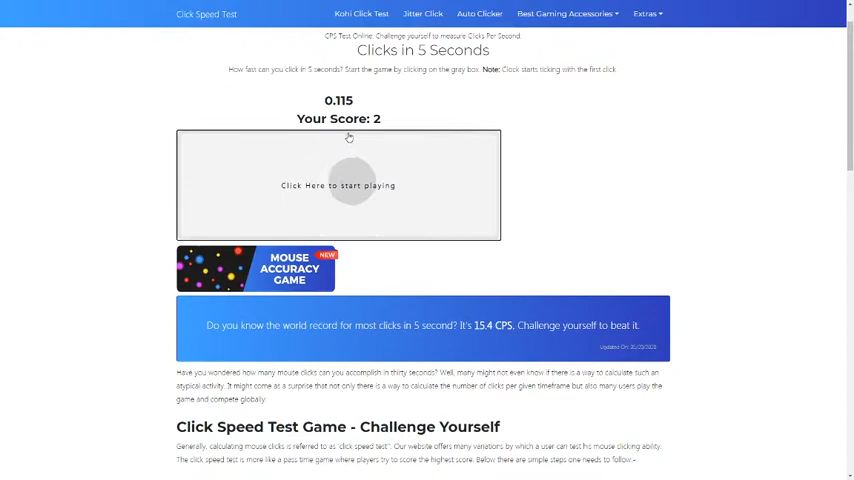 Click Speed Test Kohi Click Test Jitter Click Auto Clicker Best Gaming Accessories Extras
CPS Test Online: Challenge yourself to measure Clicks Per Second.
Clicks in 5 Seconds
How fast can you click in 5 seconds? Start the game by clicking on the gray box. Note: Clock starts ticking with the first click.
0.115
Your Score: 2
Click Here to start playing
MOUSE NEW
ACCURACY
GAME
Do you know the world record for most clicks in 5 second? It's 15.4 CPS. Challenge yourself to beat it.
Have you wondered how many mouse clicks can you accomplish in thirty seconds? Well, many might not even know if there is a way to calculate such an
atypical activity. It might come as a surprise that not only there is a way to calculate the number of clicks per given timeframe but also many users play the
game and compete globally.
Click Speed Test Game - Challenge Yourself
Generally, calculating mouse clicks is referred to as 'click speed test". Our website offers many variations by which a user can test his mouse clicking ability.
The click speed test is more like a pass time game where players try to score the highest score. Below there are simple steps one needs to follow:-